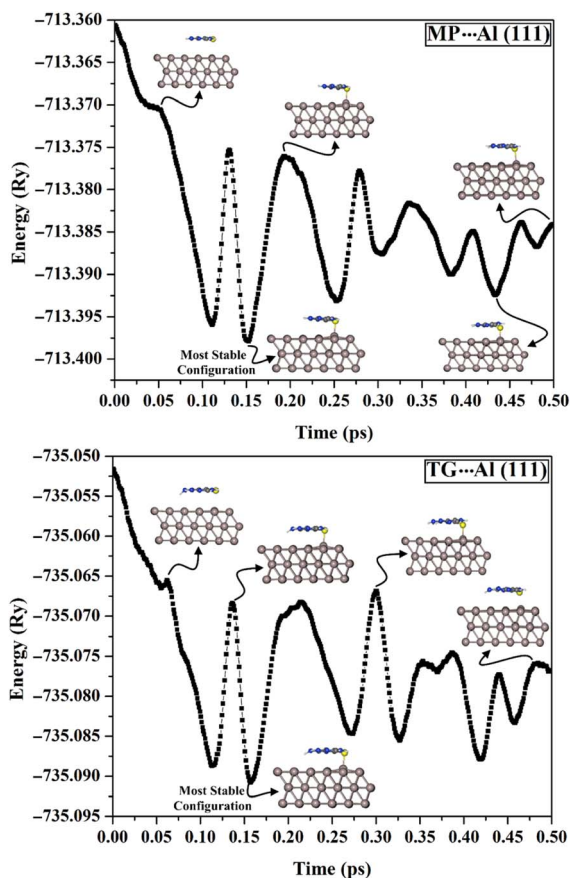 MP···Al (111)
Energy (Ry)
−713.360
−713.365
−713.370
−713.375
−713.380
−713.385
−713.390
−713.395
−713.400
Most Stable
Configuration
0.00 0.05 0.10 0.15 0.20 0.25 0.30 0.35 0.40 0.45 0.50
Time (ps)
TG···Al (111)
Energy (Ry)
−735.050
−735.055
−735.060
−735.065
−735.070
−735.075
−735.080
−735.085
−735.090
−735.095
Most Stable
Configuration
0.00 0.05 0.10 0.15 0.20 0.25 0.30 0.35 0.40 0.45 0.50
Time (ps)